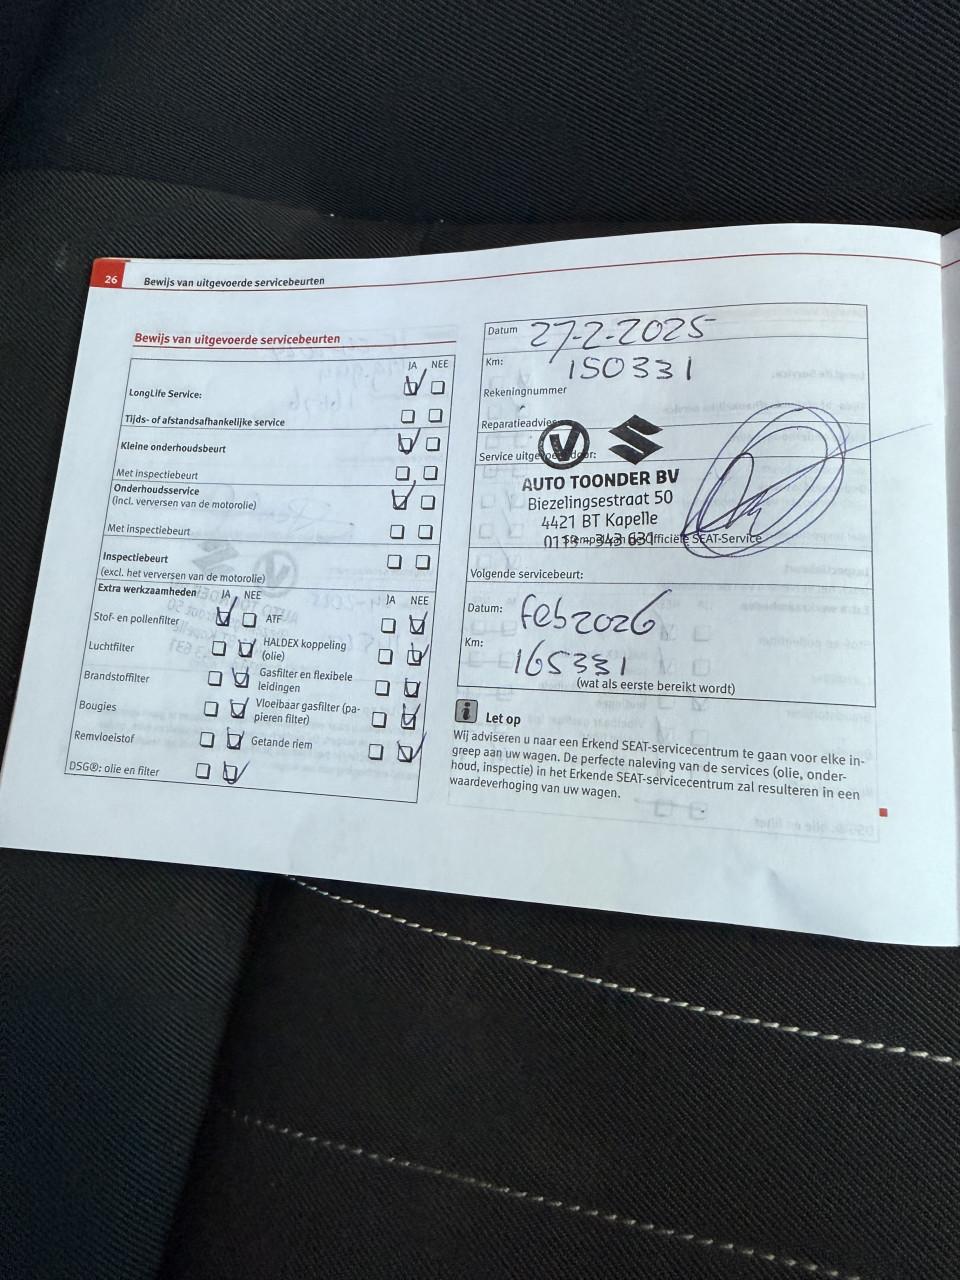 26 Bewijs van uitgevoerde servicebeurten
Bewijs van uitgevoerde servicebeurten
JA NEE
LongLife Service:
Tijds- of afstandsafhankelijke service
Kleine onderhoudsbeurt
Met inspectiebeurt
Onderhoudsservice
(incl. verversen van de motorolie)
Met inspectiebeurt
Inspectiebeurt
(excl. het verversen van de motorolie)
Extra werkzaamheden JA NEE JA NEE
Stof- en pollenfilter
ATF
Luchtfilter
HALDEX koppeling
(olie)
Brandstoffilter
Gasfilter en flexibele
leidingen
Bougies
Vloeibaar gasfilter (pa-
pieren filter)
Remvloeistof
Getande riem
DSG®: olie en filter
Datum 27-2-2025
Km: 150331
Rekeningnummer
Reparatieadvies
Service uitgevoerd door:
AUTO TOONDER BV
Biezelingsestraat 50
4421 BT Kapelle
0113 - 343 631
Stempel van de Officiële SEAT-Service
Volgende servicebeurt:
Datum: feb 2026
Km: 165331
(wat als eerste bereikt wordt)
Let op
Wij adviseren u naar een Erkend SEAT-servicecentrum te gaan voor elke in-
greep aan uw wagen. De perfecte naleving van de services (olie, onder-
houd, inspectie) in het Erkende SEAT-servicecentrum zal resulteren in een
waardeverhoging van uw wagen.